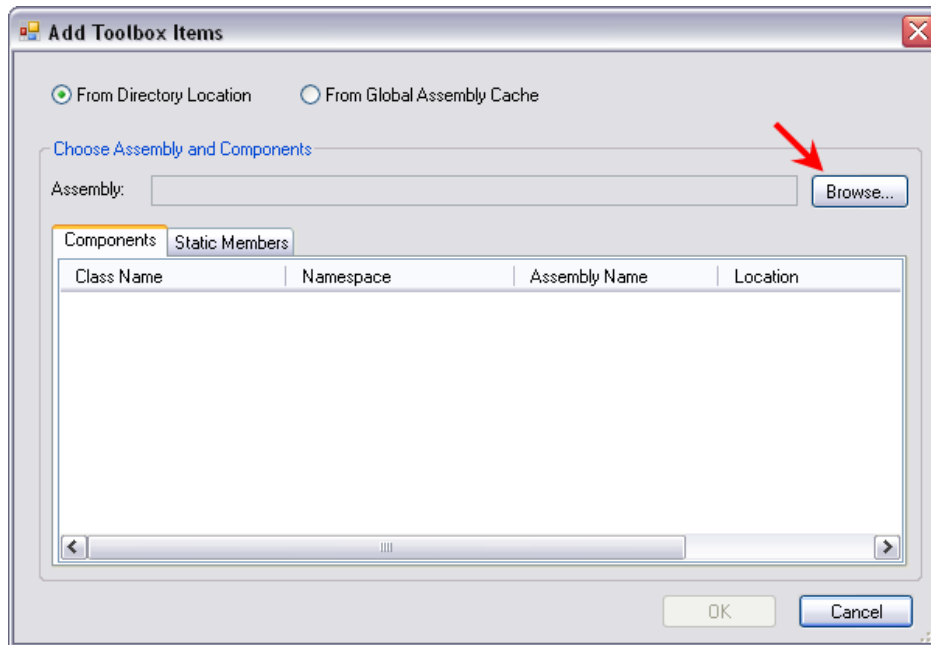 Add Toolbox Items
From Directory Location From Global Assembly Cache
Choose Assembly and Components
Assembly: Browse...
Components Static Members
Class Name Namespace Assembly Name Location
OK Cancel